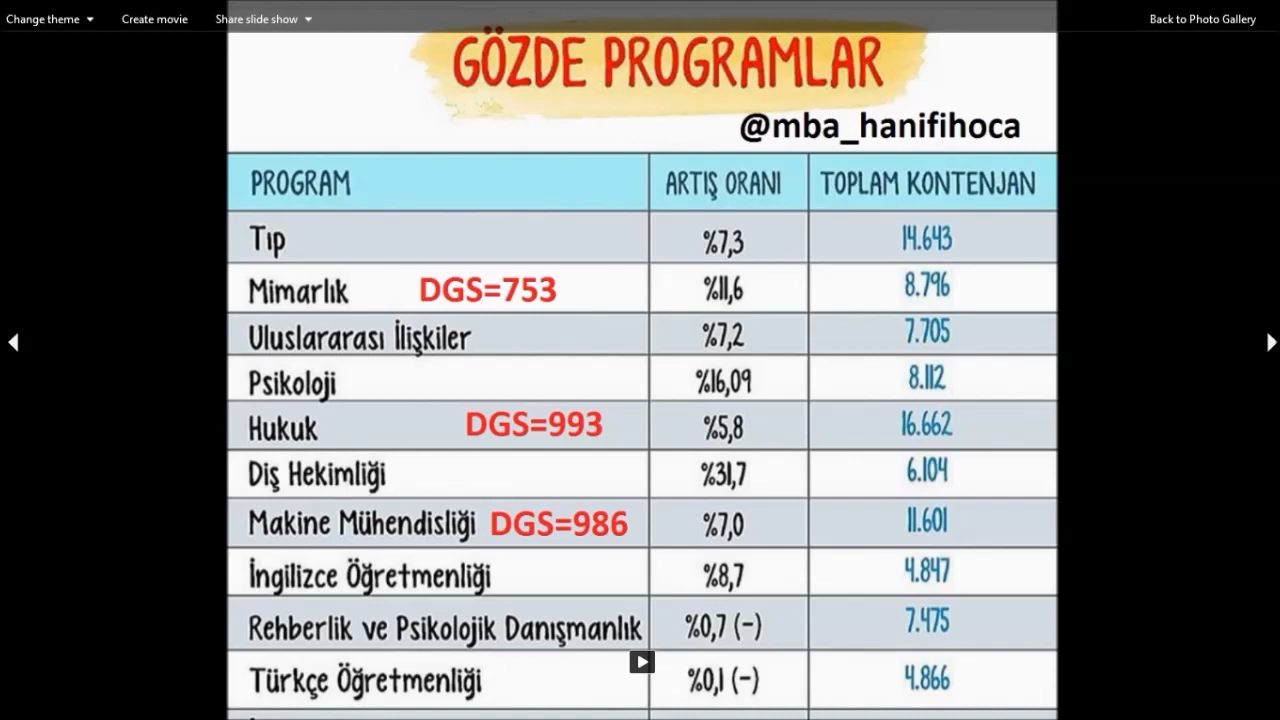 Change theme Create movie Share slide show Back to Photo Gallery
GÖZDE PROGRAMLAR
@mba_hanifihoca
PROGRAM ARTIŞ ORANI TOPLAM KONTENJAN
Tıp %7,3 14.643
Mimarlık DGS=753 %11,6 8.796
Uluslararası İlişkiler %7,2 7.705
Psikoloji %16,09 8.112
Hukuk DGS=993 %5,8 16.662
Diş Hekimliği %31,7 6.104
Makine Mühendisliği DGS=986 %7,0 11.601
İngilizce Öğretmenliği %8,7 4.847
Rehberlik ve Psikolojik Danışmanlık %0,7 (-) 7.475
Türkçe Öğretmenliği %0,1 (-) 4.866